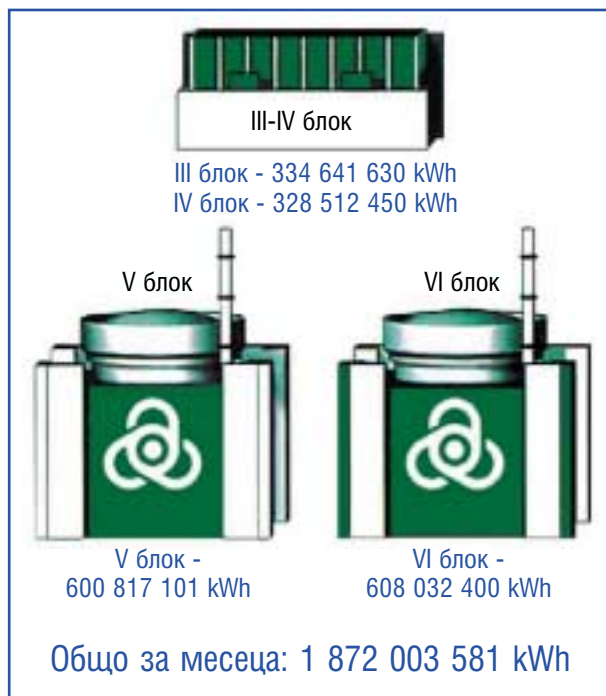 III-IV блок
III блок - 334 641 630 kWh
IV блок - 328 512 450 kWh
V блок
VI блок
V блок -
600 817 101 kWh
VI блок -
608 032 400 kWh
Общо за месеца: 1 872 003 581 kWh